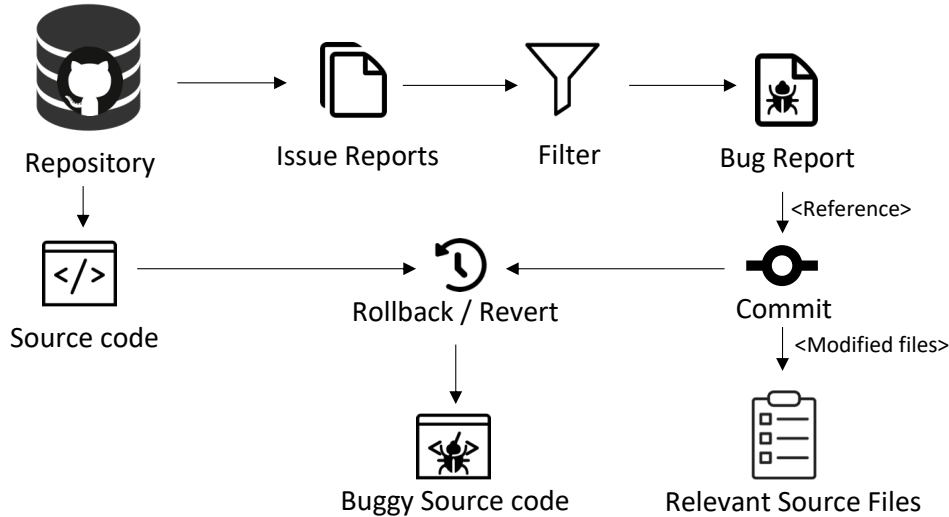 Repository
Issue Reports
Filter
Bug Report
<Reference>
</>
Source code
Rollback / Revert
Commit
<Modified files>
Buggy Source code
Relevant Source Files